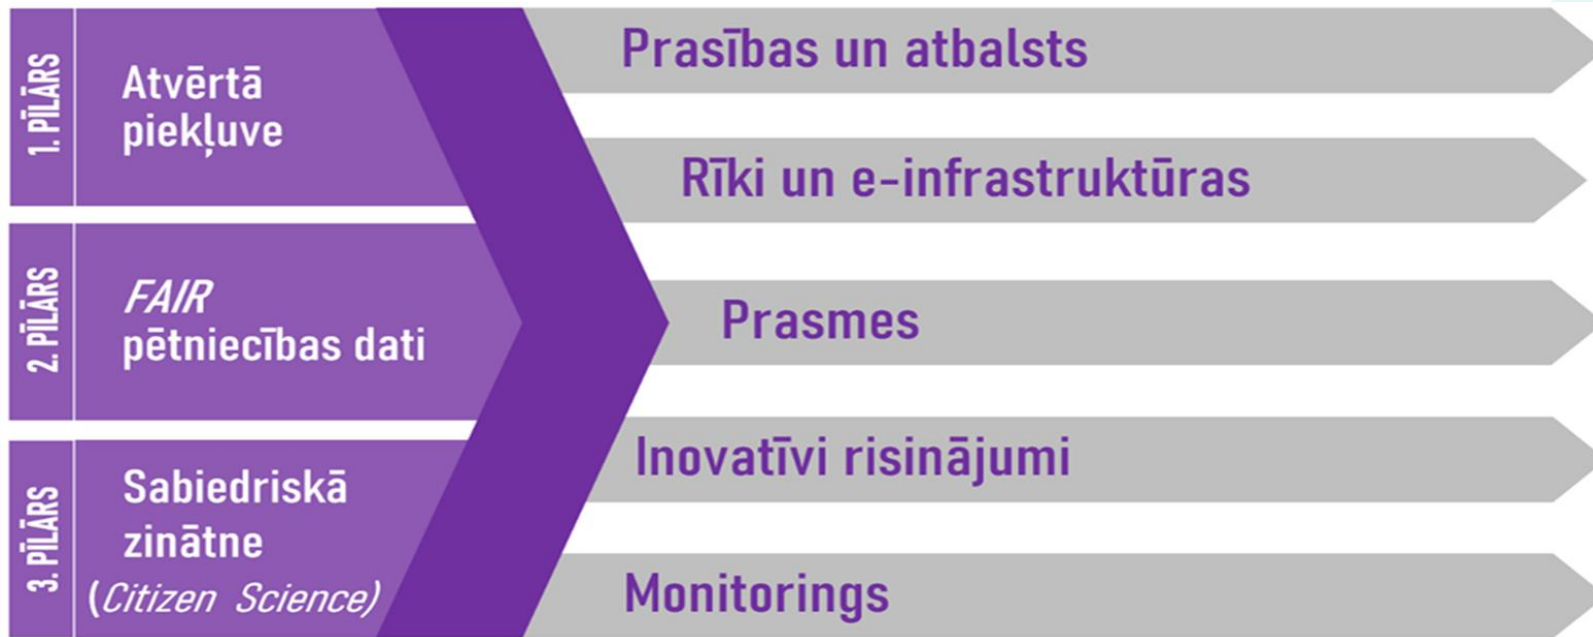 1. PĪLĀRS
Atvērtā
piekļuve
2. PĪLĀRS
FAIR
pētniecības dati
3. PĪLĀRS
Sabiedriskā
zinātne
(Citizen Science)
Prasības un atbalsts
Rīki un e-infrastruktūras
Prasmes
Inovatīvi risinājumi
Monitorings